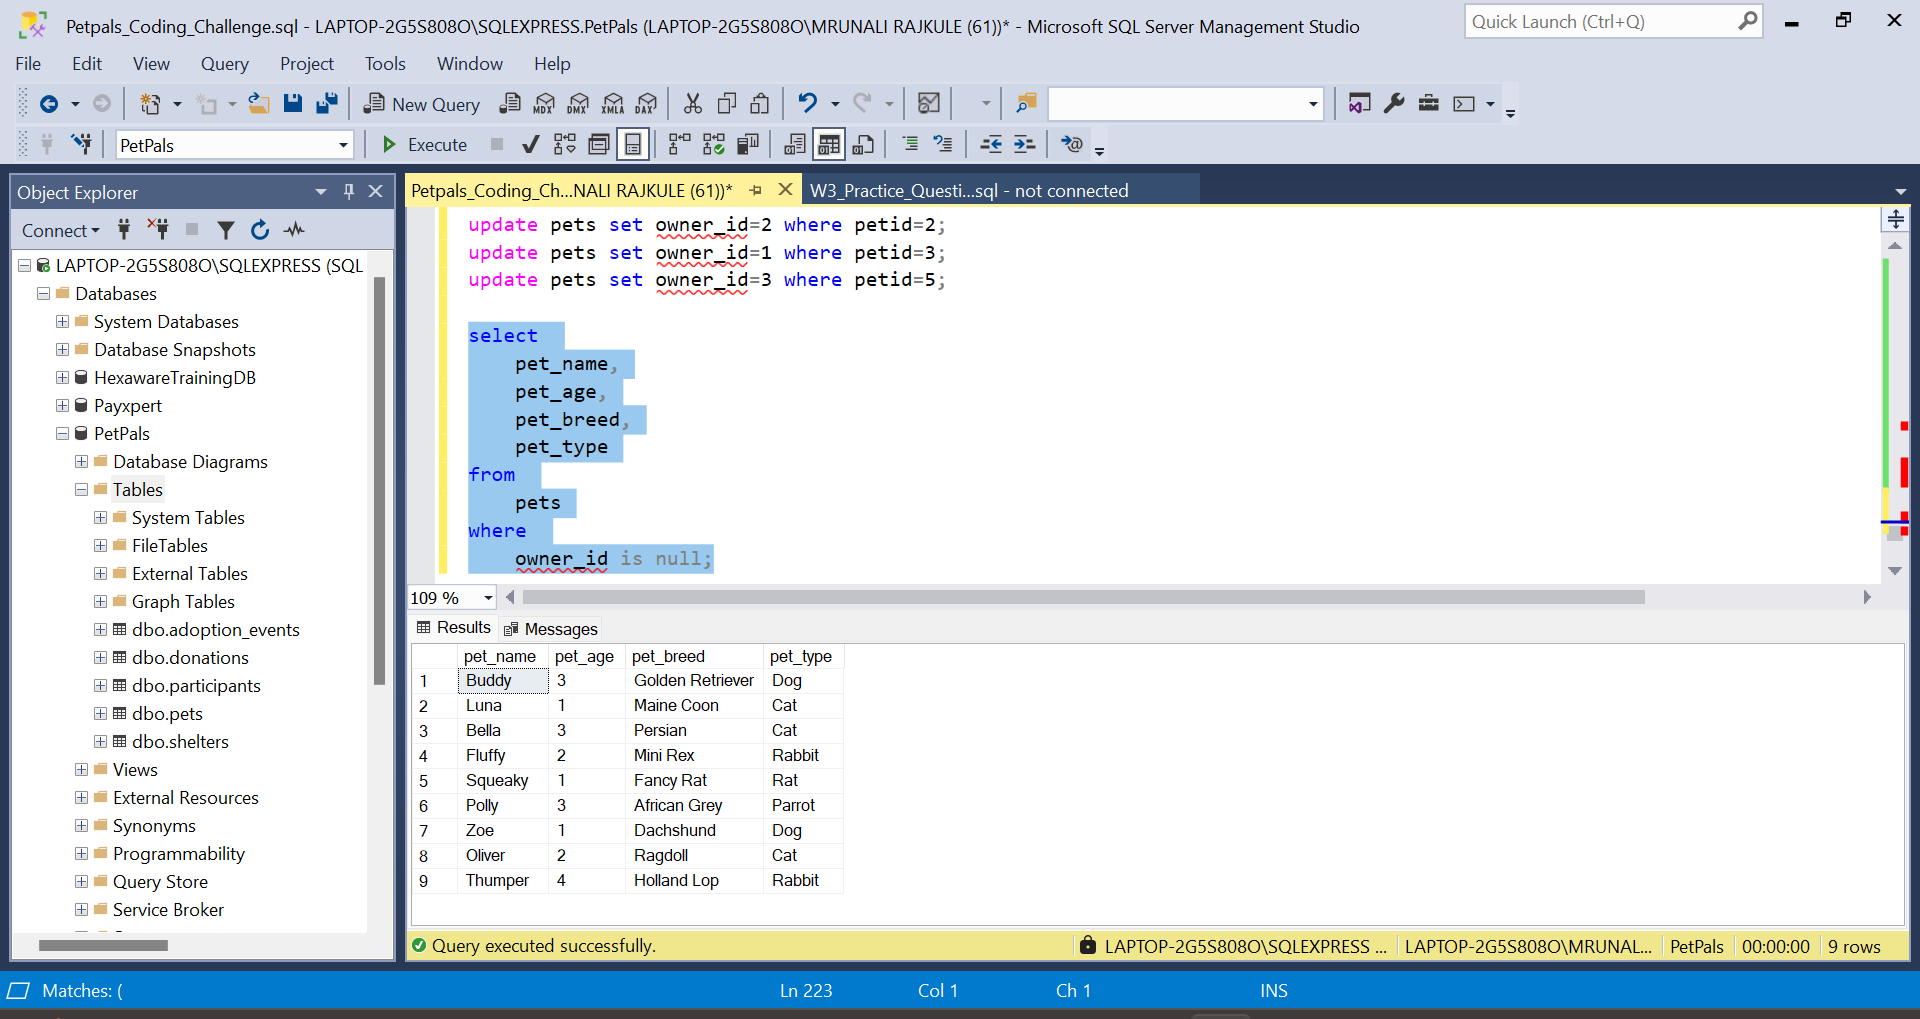 Petpals_Coding_Challenge.sql - LAPTOP-2G5S808O\SQLEXPRESS.PetPals (LAPTOP-2G5S808O\MRUNALI RAJKULE (61))* - Microsoft SQL Server Management Studio
Quick Launch (Ctrl+Q)
File Edit View Query Project Tools Window Help
New Query MDX DMX XMLA DAX
PetPals Execute
Object Explorer
Connect
LAPTOP-2G5S808O\SQLEXPRESS (SQL
Databases
System Databases
Database Snapshots
HexawareTrainingDB
Payxpert
PetPals
Database Diagrams
Tables
System Tables
FileTables
External Tables
Graph Tables
dbo.adoption_events
dbo.donations
dbo.participants
dbo.pets
dbo.shelters
Views
External Resources
Synonyms
Programmability
Query Store
Service Broker
Petpals_Coding_Ch...NALI RAJKULE (61))* W3_Practice_Questi...sql - not connected
update pets set owner_id=2 where petid=2;
update pets set owner_id=1 where petid=3;
update pets set owner_id=3 where petid=5;
select
pet_name,
pet_age,
pet_breed,
pet_type
from
pets
where
owner_id is null;
109 %
Results Messages
pet_name pet_age pet_breed pet_type
1 Buddy 3 Golden Retriever Dog
2 Luna 1 Maine Coon Cat
3 Bella 3 Persian Cat
4 Fluffy 2 Mini Rex Rabbit
5 Squeaky 1 Fancy Rat Rat
6 Polly 3 African Grey Parrot
7 Zoe 1 Dachshund Dog
8 Oliver 2 Ragdoll Cat
9 Thumper 4 Holland Lop Rabbit
Query executed successfully. LAPTOP-2G5S808O\SQLEXPRESS ... LAPTOP-2G5S808O\MRUNAL... PetPals 00:00:00 9 rows
Matches: ( Ln 223 Col 1 Ch 1 INS